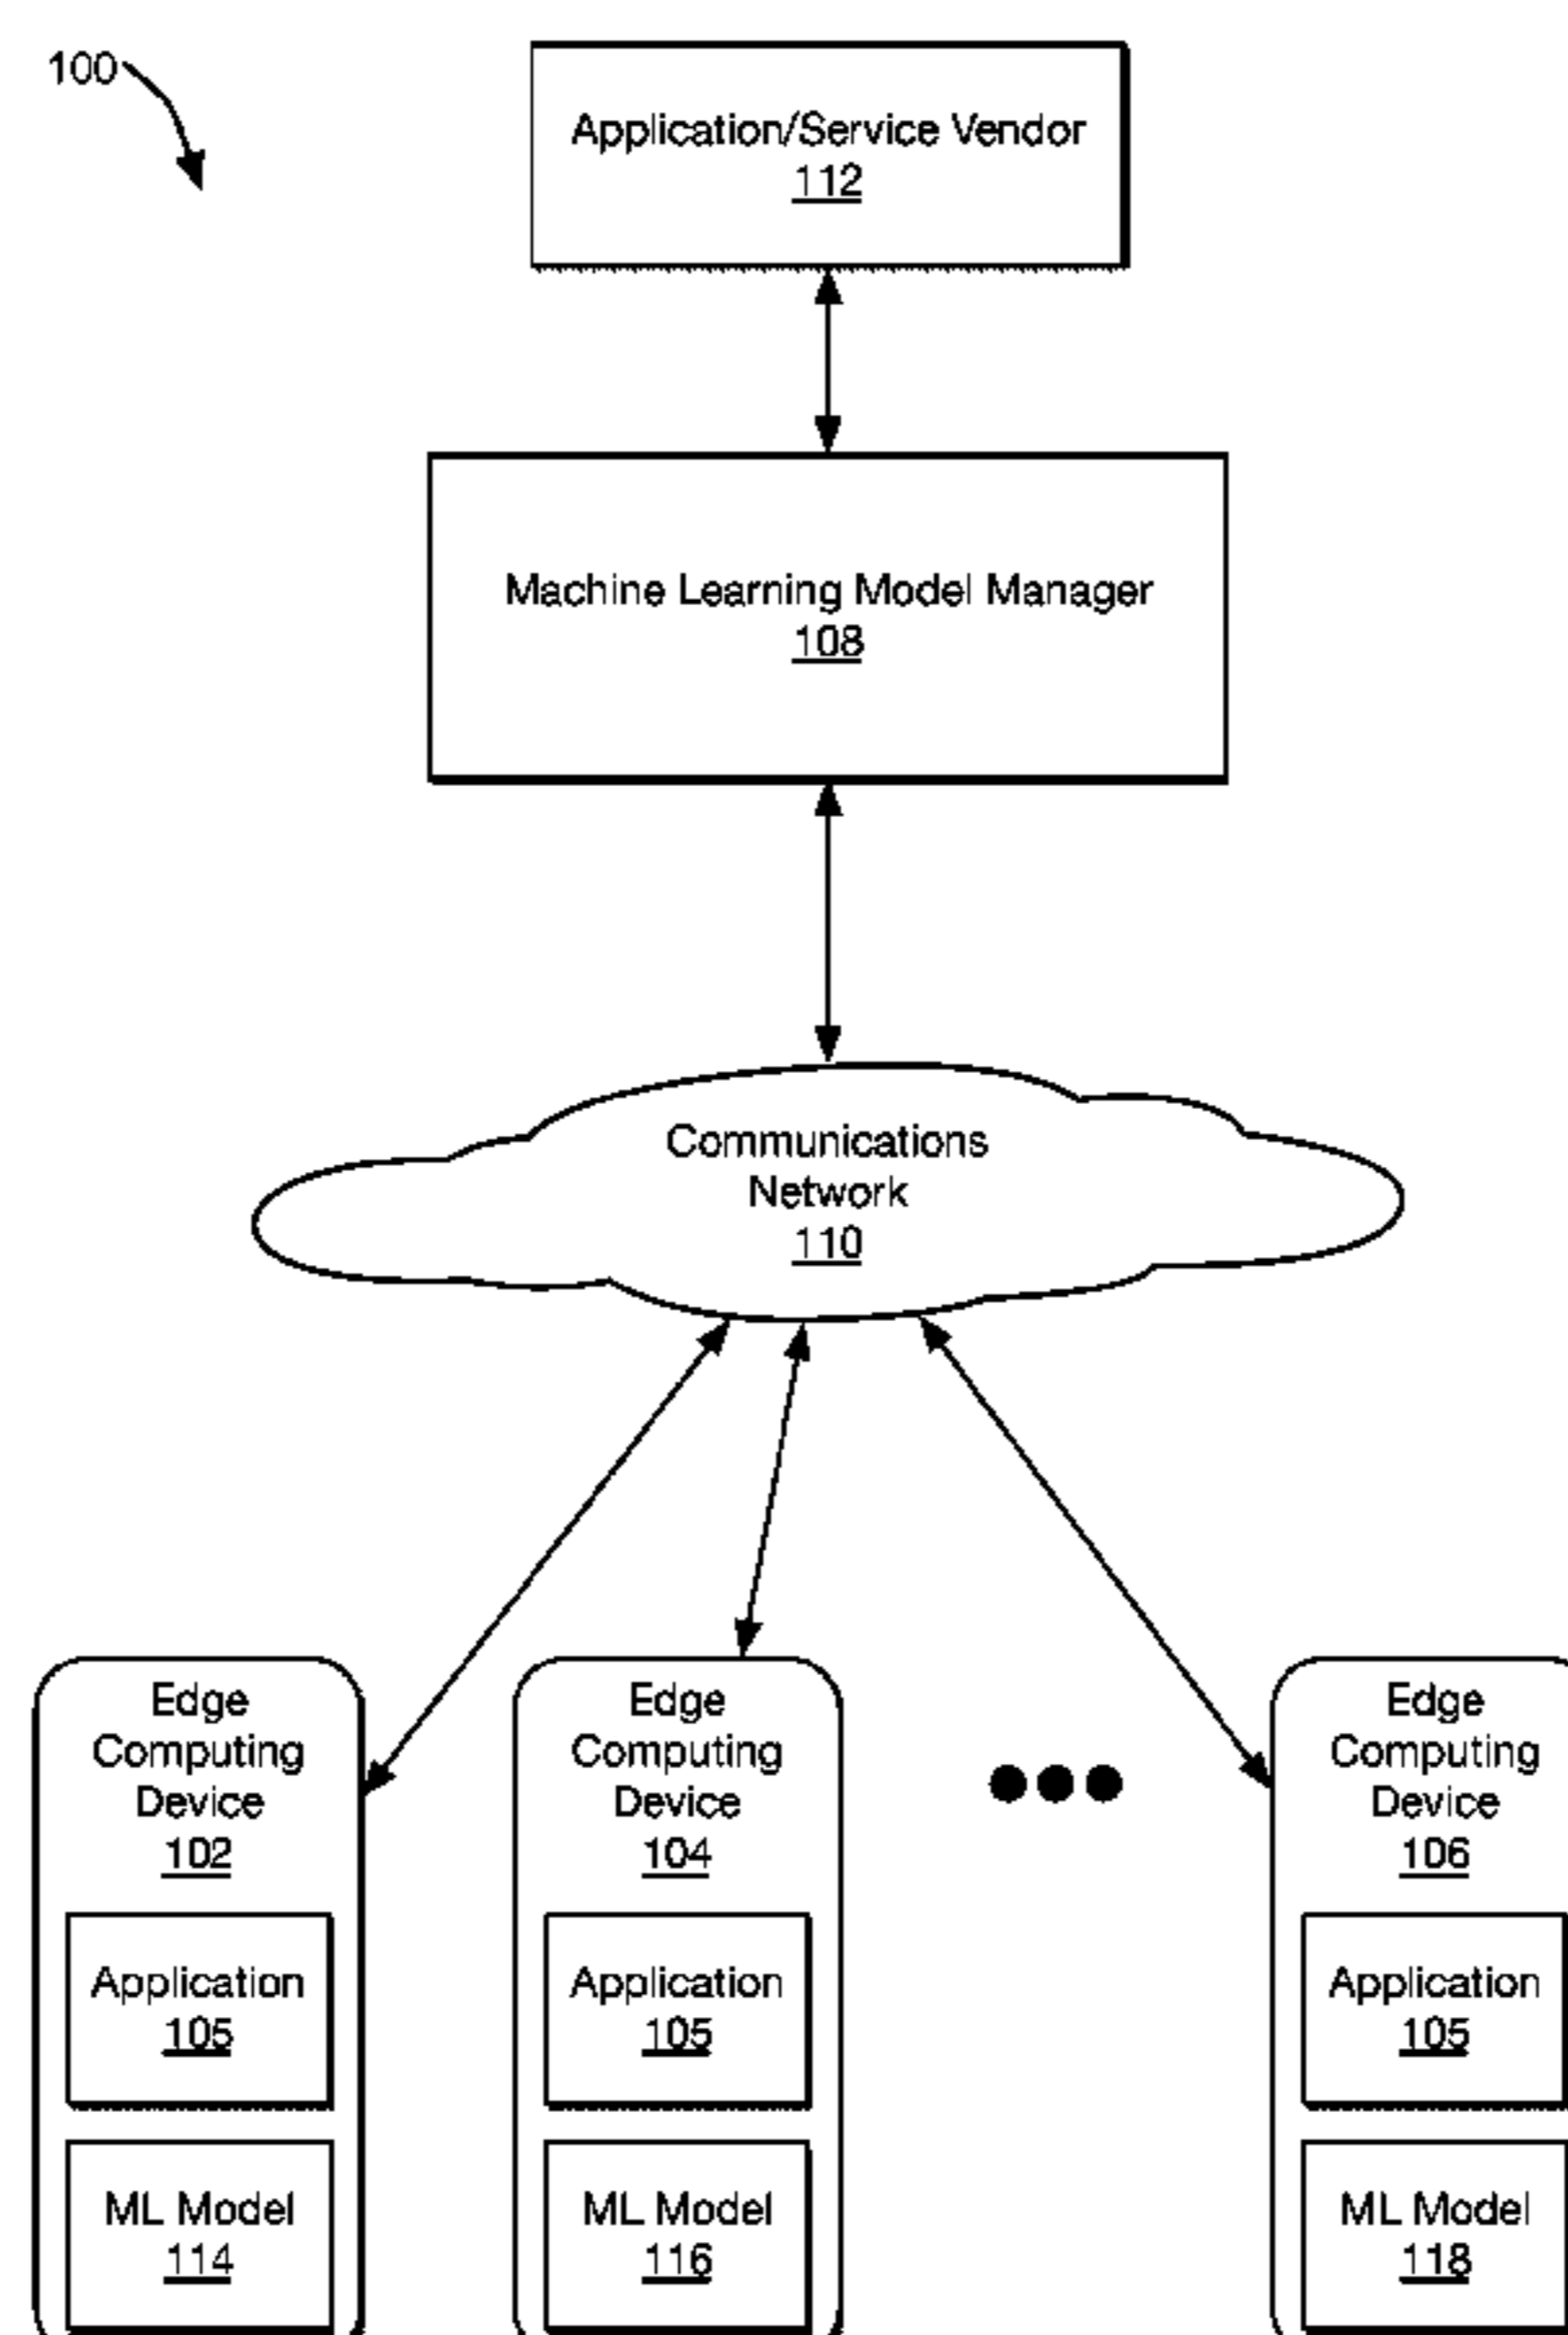 100
Application/Service Vendor
112
Machine Learning Model Manager
108
Communications
Network
110
Edge
Computing
Device
102
Application
105
ML Model
114
Edge
Computing
Device
104
Application
105
ML Model
116
Edge
Computing
Device
106
Application
105
ML Model
118